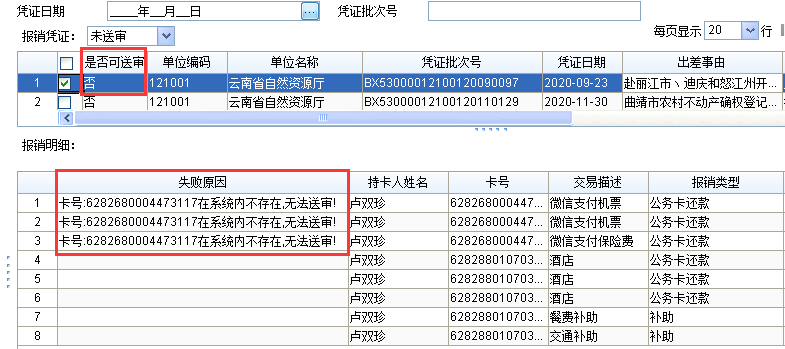 凭证日期 ____年__月__日 ... 凭证批次号
每页显示 20 行
报销凭证： 未送审
是否可送审 单位编码 单位名称 凭证批次号 凭证日期 出差事由
1 否 121001 云南省自然资源厅 BX53000012100120090097 2020-09-23 赴丽江市、迪庆和怒江州开...
2 否 121001 云南省自然资源厅 BX53000012100120110129 2020-11-30 曲靖市农村不动产确权登记...
报销明细：
失败原因 持卡人姓名 卡号 交易描述 报销类型
1 卡号:6282680004473117在系统内不存在,无法送审! 卢双珍 628268000447... 微信支付机票 公务卡还款
2 卡号:6282680004473117在系统内不存在,无法送审! 卢双珍 628268000447... 微信支付机票 公务卡还款
3 卡号:6282680004473117在系统内不存在,无法送审! 卢双珍 628268000447... 微信支付保险费 公务卡还款
4 卢双珍 628288010703... 酒店 公务卡还款
5 卢双珍 628288010703... 酒店 公务卡还款
6 卢双珍 628288010703... 酒店 公务卡还款
7 卢双珍 628288010703... 餐费补助 补助
8 卢双珍 628288010703... 交通补助 补助